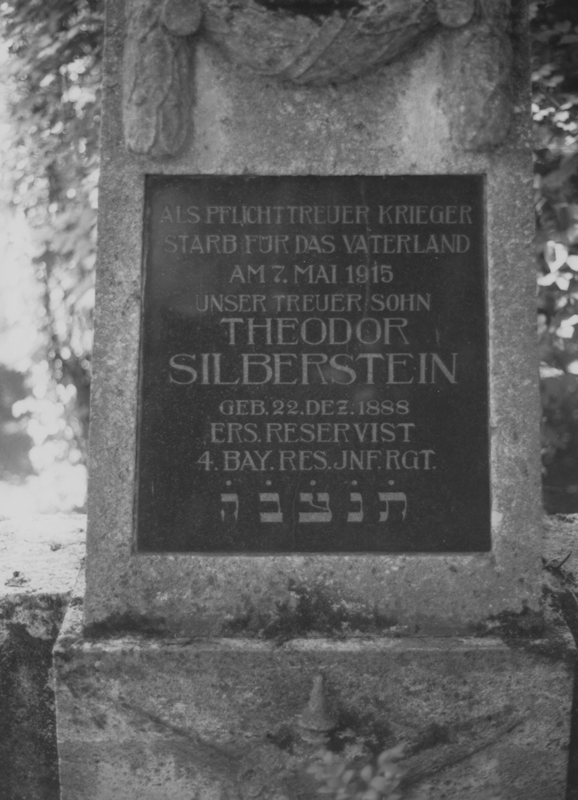 ALS PFLICHTTREUER KRIEGER
STARB FÜR DAS VATERLAND
AM 7. MAI 1915
UNSER TREUER SOHN
THEODOR
SILBERSTEIN
GEB. 22. DEZ. 1888
ERS. RESERVIST
4. BAY. RES. JNF. RGT.
תׄנׄצׄבׄהׄ